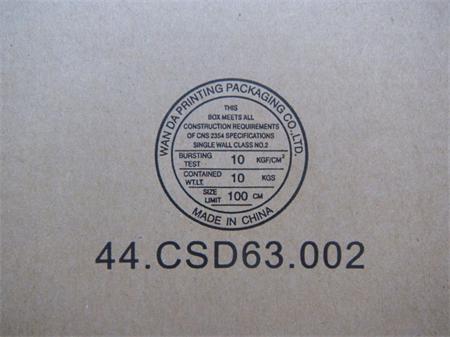 WAN DA PRINTING PACKAGING CO., LTD.
THIS
BOX MEETS ALL
CONSTRUCTION REQUIREMENTS
OF CNS 2354 SPECIFICATIONS
SINGLE WALL CLASS NO.2
BURSTING TEST 10 KGF/CM²
CONTAINED WT.LT. 10 KGS
SIZE LIMIT 100 CM
MADE IN CHINA
44.CSD63.002